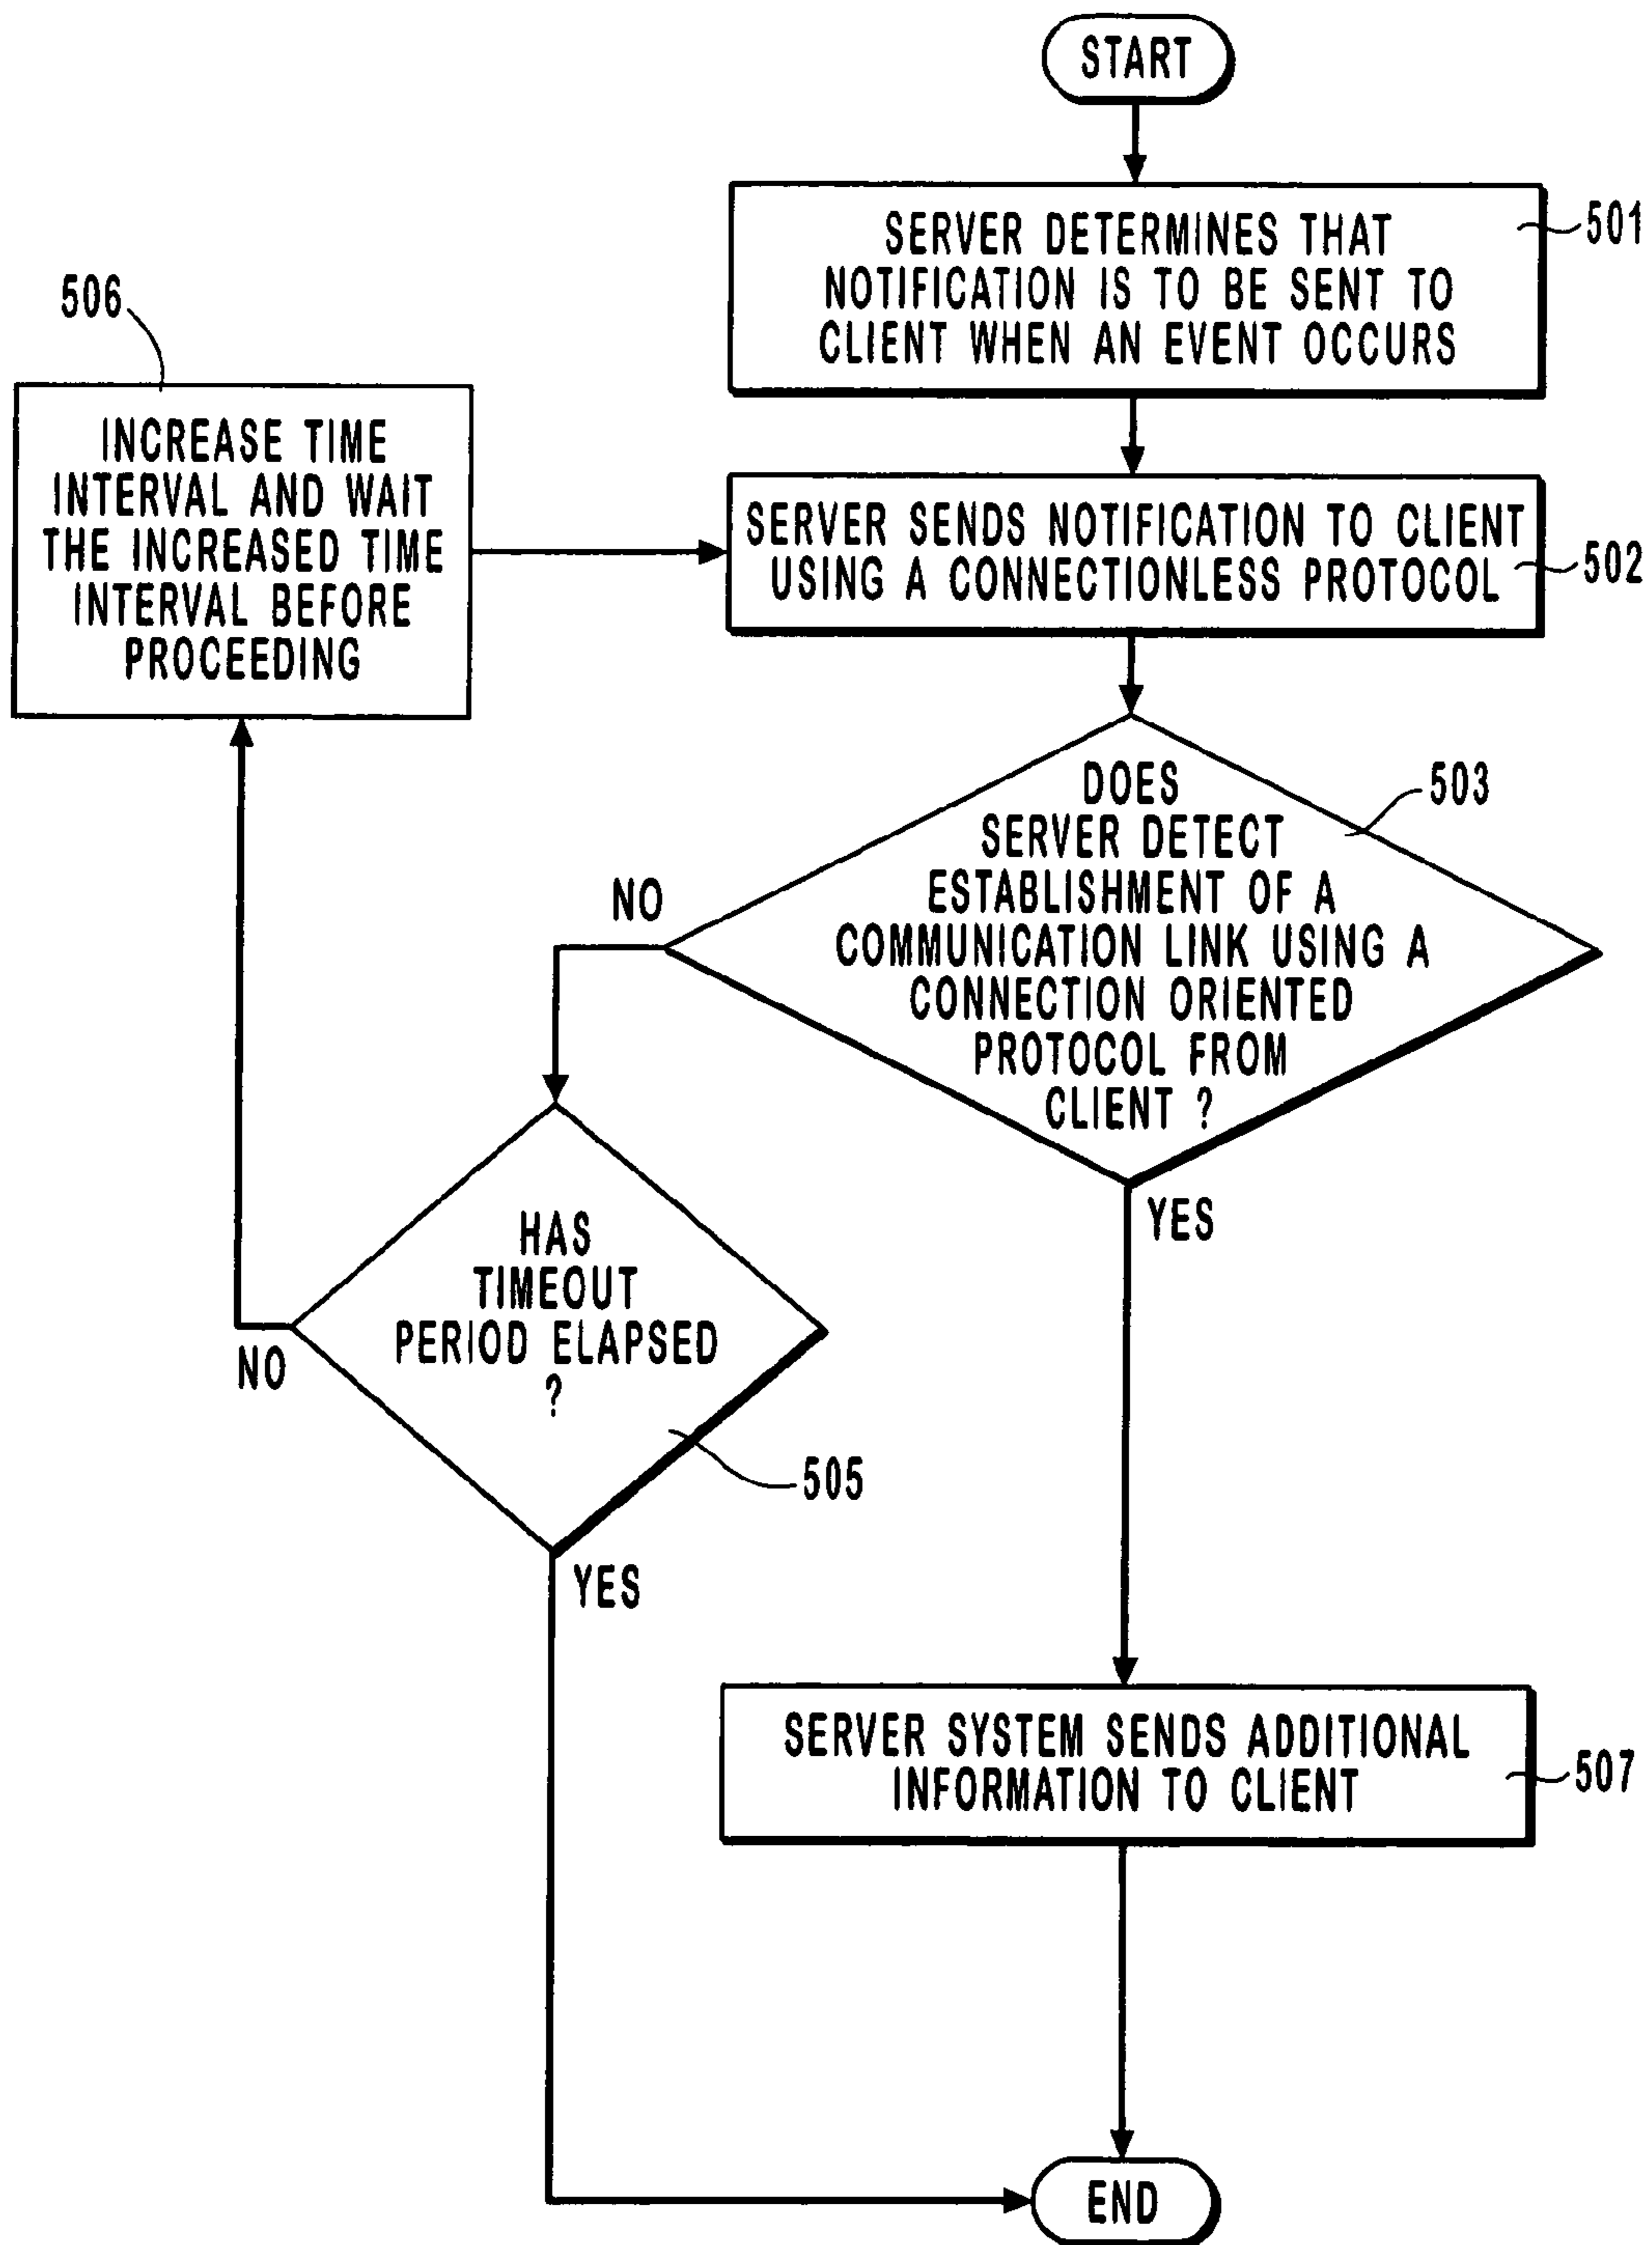 START
SERVER DETERMINES THAT
NOTIFICATION IS TO BE SENT TO
CLIENT WHEN AN EVENT OCCURS
501
506
INCREASE TIME
INTERVAL AND WAIT
THE INCREASED TIME
INTERVAL BEFORE
PROCEEDING
SERVER SENDS NOTIFICATION TO CLIENT
USING A CONNECTIONLESS PROTOCOL
502
DOES
SERVER DETECT
ESTABLISHMENT OF A
COMMUNICATION LINK USING A
CONNECTION ORIENTED
PROTOCOL FROM
CLIENT ?
503
NO
YES
HAS
TIMEOUT
PERIOD ELAPSED
?
505
NO
YES
SERVER SYSTEM SENDS ADDITIONAL
INFORMATION TO CLIENT
507
END